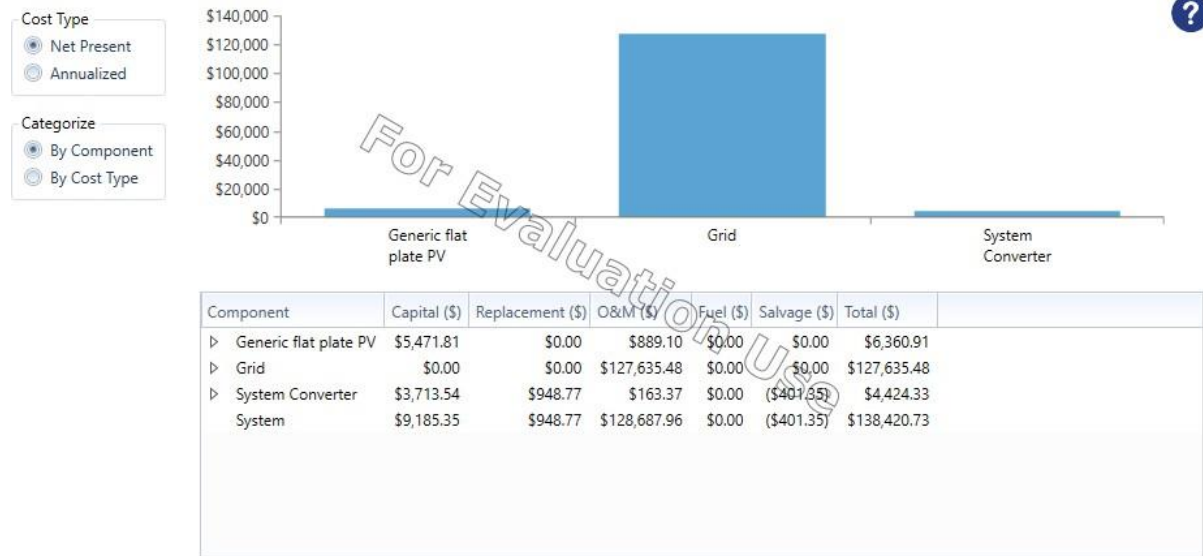 Cost Type
Net Present
Annualized
Categorize
By Component
By Cost Type
$140,000
$120,000
$100,000
$80,000
$60,000
$40,000
$20,000
$0
Generic flat
plate PV
Grid
System
Converter
?
For Evaluation Use
Component Capital ($) Replacement ($) O&M ($) Fuel ($) Salvage ($) Total ($)
Generic flat plate PV $5,471.81 $0.00 $889.10 $0.00 $0.00 $6,360.91
Grid $0.00 $0.00 $127,635.48 $0.00 $0.00 $127,635.48
System Converter $3,713.54 $948.77 $163.37 $0.00 ($401.35) $4,424.33
System $9,185.35 $948.77 $128,687.96 $0.00 ($401.35) $138,420.73